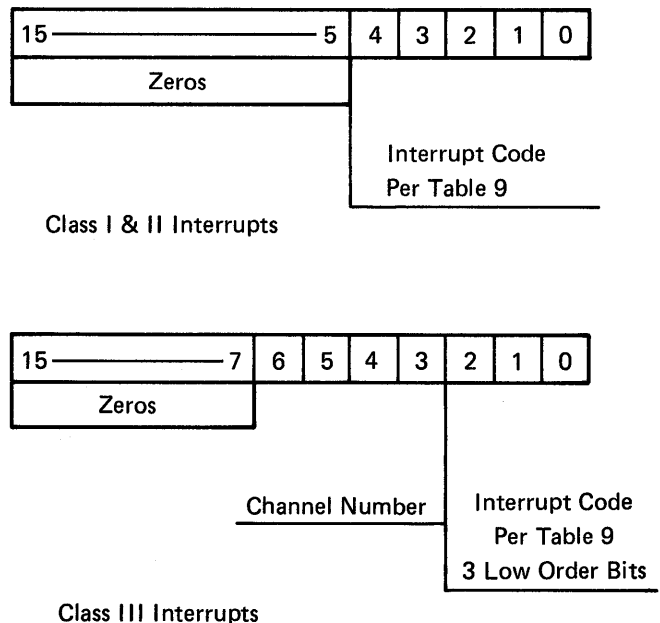 15 5 4 3 2 1 0
Zeros
Interrupt Code
Per Table 9
Class I & II Interrupts
15 7 6 5 4 3 2 1 0
Zeros
Channel Number
Interrupt Code
Per Table 9
3 Low Order Bits
Class III Interrupts